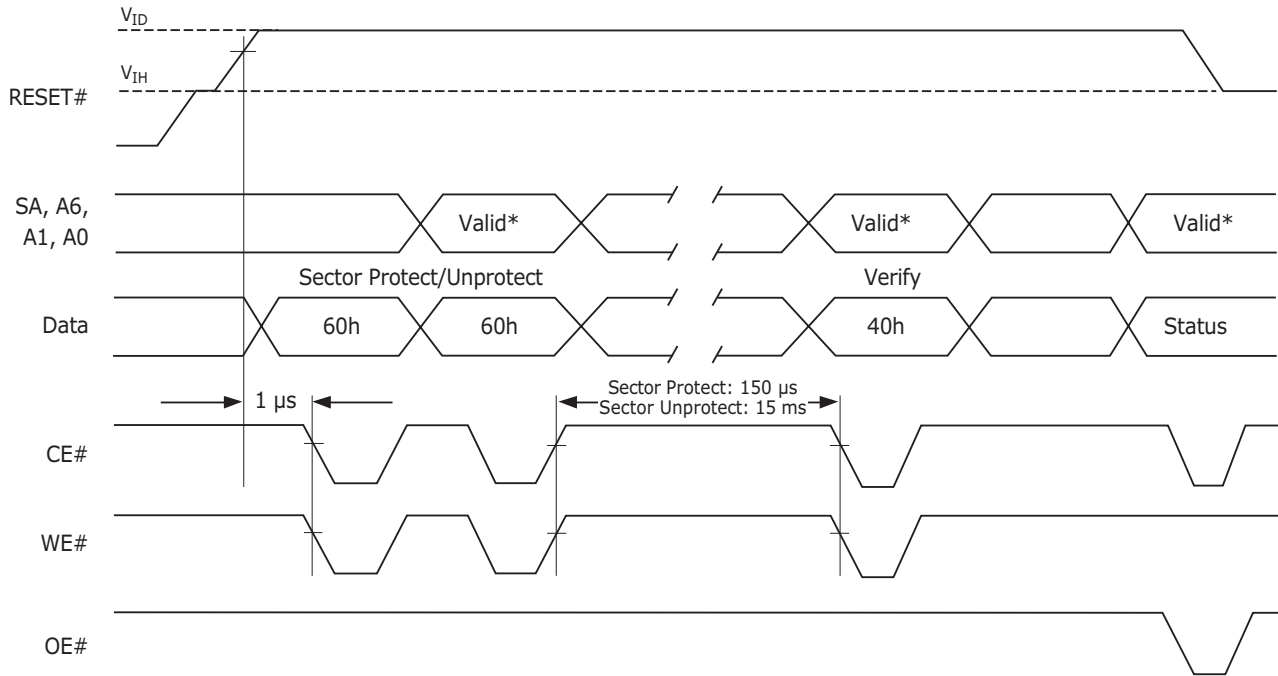 VID
VIH
RESET#
SA, A6,
A1, A0
Valid*
Valid*
Valid*
Sector Protect/Unprotect
Verify
Data
60h
60h
40h
Status
1 μs
Sector Protect: 150 μs
Sector Unprotect: 15 ms
CE#
WE#
OE#